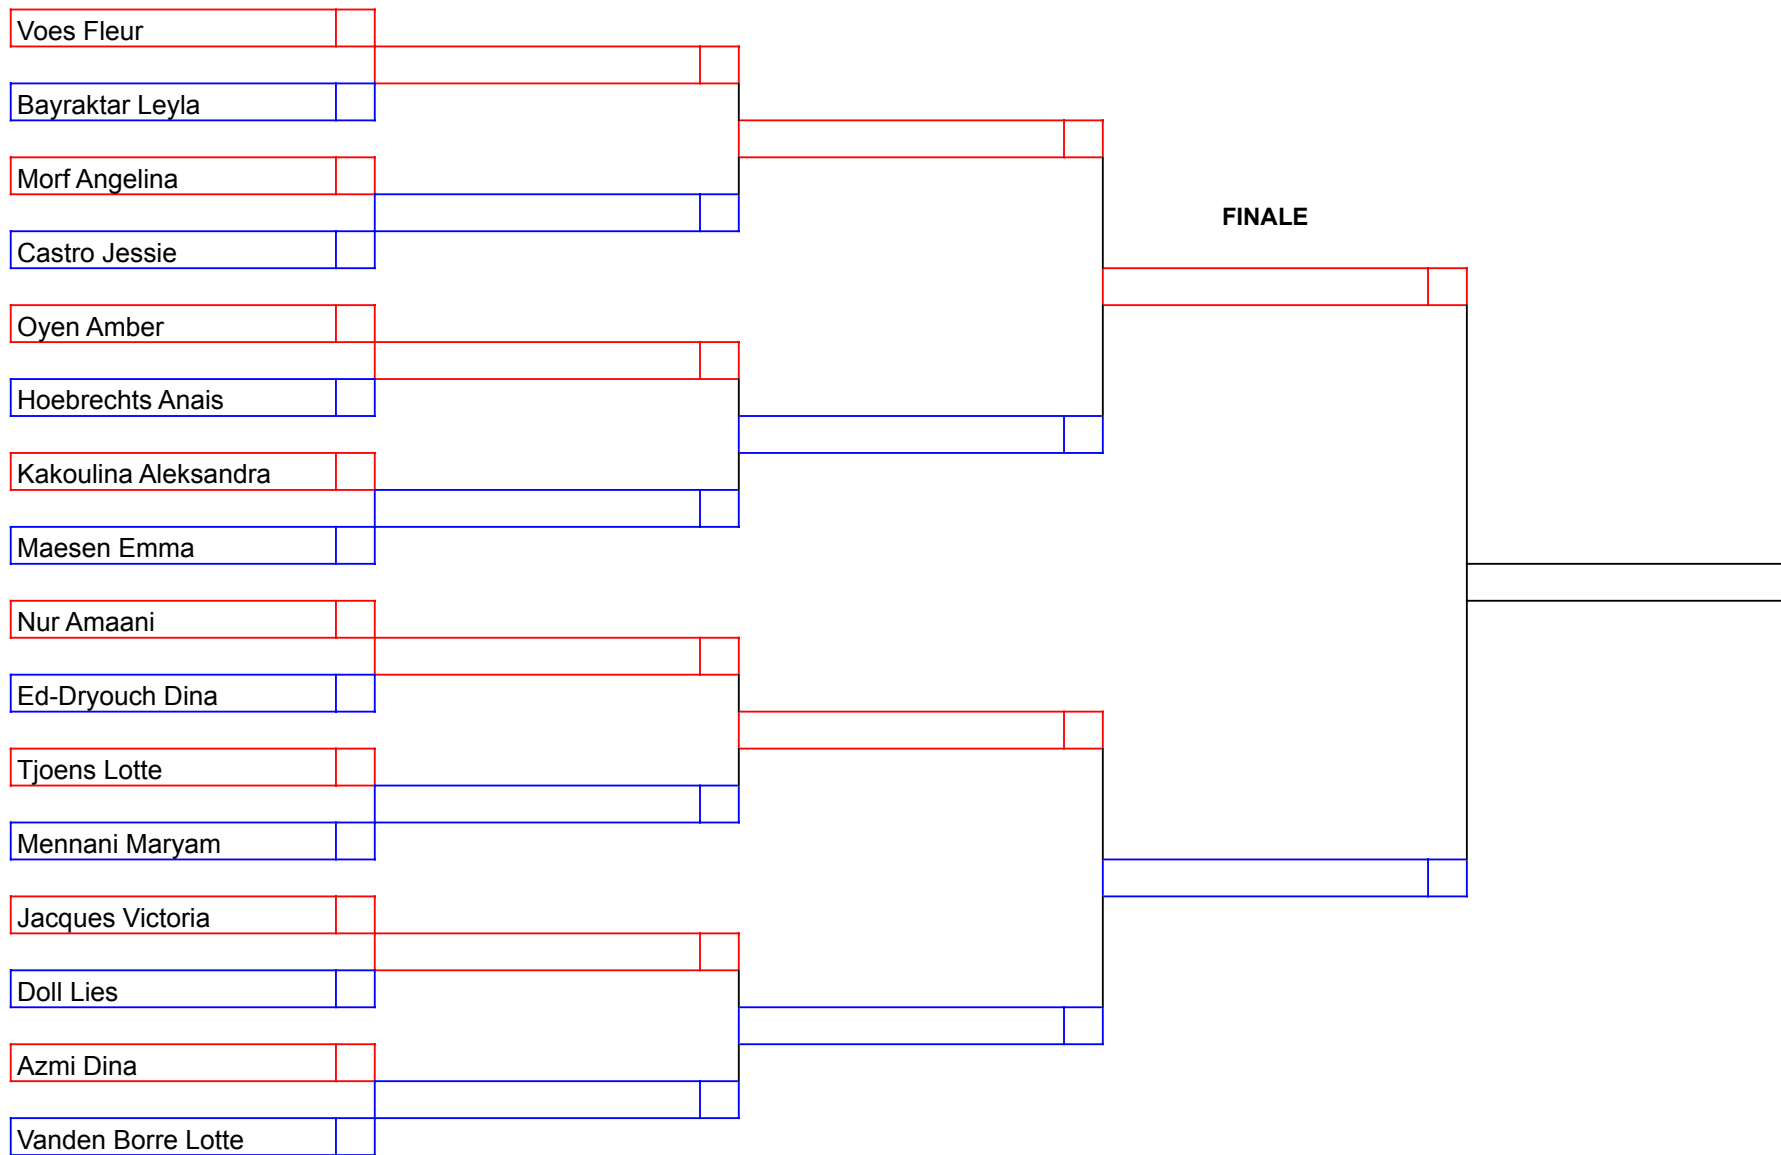 Voes Fleur
Bayraktar Leyla
Morf Angelina
Castro Jessie
FINALE
Oyen Amber
Hoebrechts Anais
Kakoulina Aleksandra
Maesen Emma
Nur Amaani
Ed-Dryouch Dina
Tjoens Lotte
Mennani Maryam
Jacques Victoria
Doll Lies
Azmi Dina
Vanden Borre Lotte